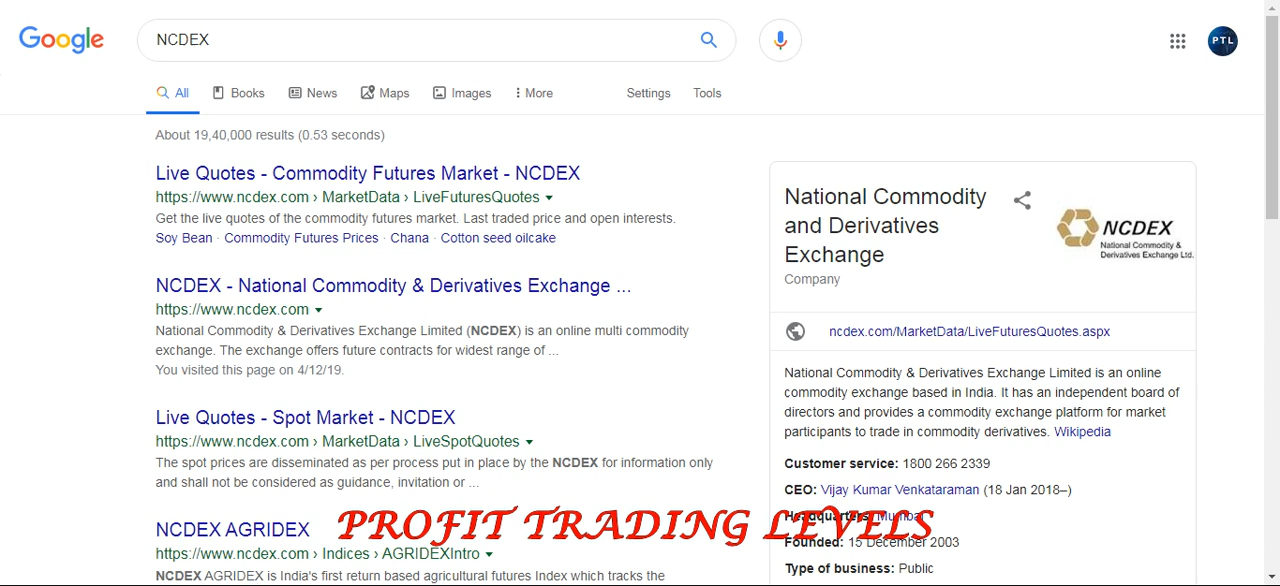 Google
NCDEX
PTL
All Books News Maps Images More Settings Tools
About 19,40,000 results (0.53 seconds)
Live Quotes - Commodity Futures Market - NCDEX
https://www.ncdex.com › MarketData › LiveFuturesQuotes
Get the live quotes of the commodity futures market. Last traded price and open interests.
Soy Bean · Commodity Futures Prices · Chana · Cotton seed oilcake
NCDEX - National Commodity & Derivatives Exchange ...
https://www.ncdex.com
National Commodity & Derivatives Exchange Limited (NCDEX) is an online multi commodity
exchange. The exchange offers future contracts for widest range of ...
You visited this page on 4/12/19.
Live Quotes - Spot Market - NCDEX
https://www.ncdex.com › MarketData › LiveSpotQuotes
The spot prices are disseminated as per process put in place by the NCDEX for information only
and shall not be considered as guidance, invitation or ...
NCDEX AGRIDEX
https://www.ncdex.com › Indices › AGRIDEXIntro
NCDEX AGRIDEX is India's first return based agricultural futures Index which tracks the
National Commodity
and Derivatives
Exchange
Company
NCDEX
National Commodity &
Derivatives Exchange Ltd.
ncdex.com/MarketData/LiveFuturesQuotes.aspx
National Commodity & Derivatives Exchange Limited is an online
commodity exchange based in India. It has an independent board of
directors and provides a commodity exchange platform for market
participants to trade in commodity derivatives. Wikipedia
Customer service: 1800 266 2339
CEO: Vijay Kumar Venkataraman (18 Jan 2018–)
Headquarters: Mumbai
Founded: 15 December 2003
Type of business: Public
PROFIT TRADING LEVELS